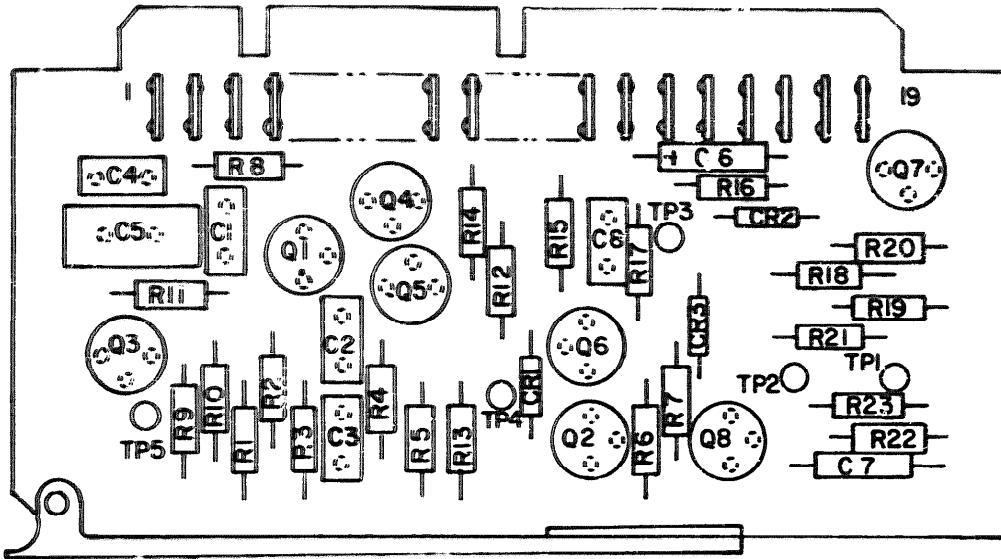 1
19
C4
R8
C6
Q7
R16
Q4
CR2
TP3
C5
C1
Q1
R14
R15
C6
R17
R20
R18
Q5
R12
R11
R19
CR3
R21
Q3
C2
Q6
TP1
TP2
R10
R2
R4
CR1
R7
R9
TP4
R23
TP5
R1
R3
C3
R5
R13
Q2
R6
Q8
R22
C7